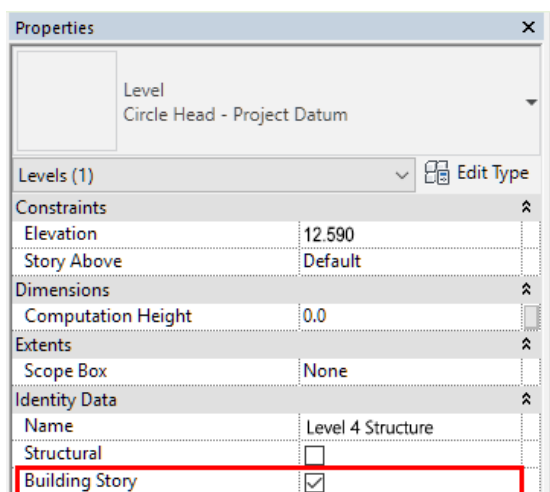 Properties
Level
Circle Head - Project Datum
Levels (1) Edit Type
Constraints
Elevation 12.590
Story Above Default
Dimensions
Computation Height 0.0
Extents
Scope Box None
Identity Data
Name Level 4 Structure
Structural
Building Story